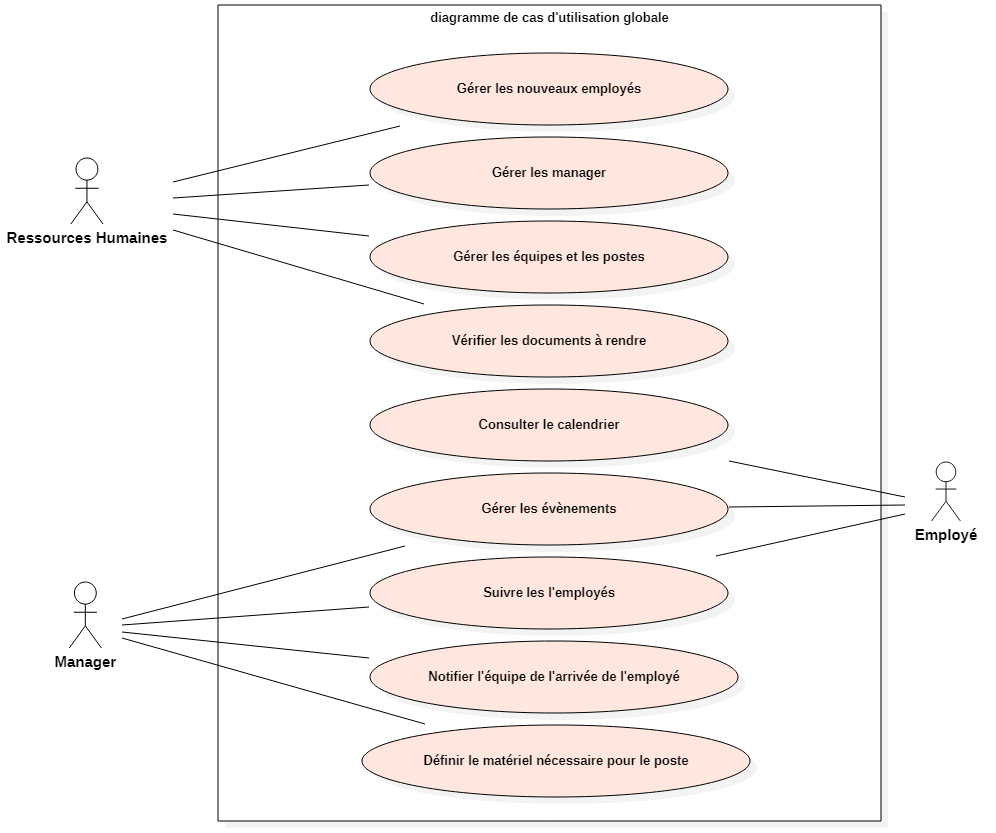 diagramme de cas d'utilisation globale
Gérer les nouveaux employés
Gérer les manager
Ressources Humaines
Gérer les équipes et les postes
Vérifier les documents à rendre
Consulter le calendrier
Gérer les évènements
Employé
Suivre les l'employés
Manager
Notifier l'équipe de l'arrivée de l'employé
Définir le matériel nécessaire pour le poste